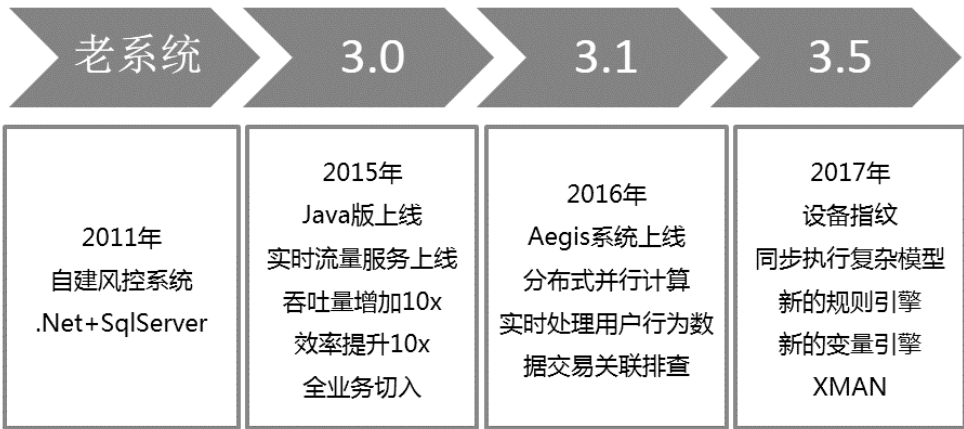 老系统
3.0
3.1
3.5
2011年
自建风控系统
.Net+SqlServer
2015年
Java版上线
实时流量服务上线
吞吐量增加10x
效率提升10x
全业务切入
2016年
Aegis系统上线
分布式并行计算
实时处理用户行为数
据交易关联排查
2017年
设备指纹
同步执行复杂模型
新的规则引擎
新的变量引擎
XMAN